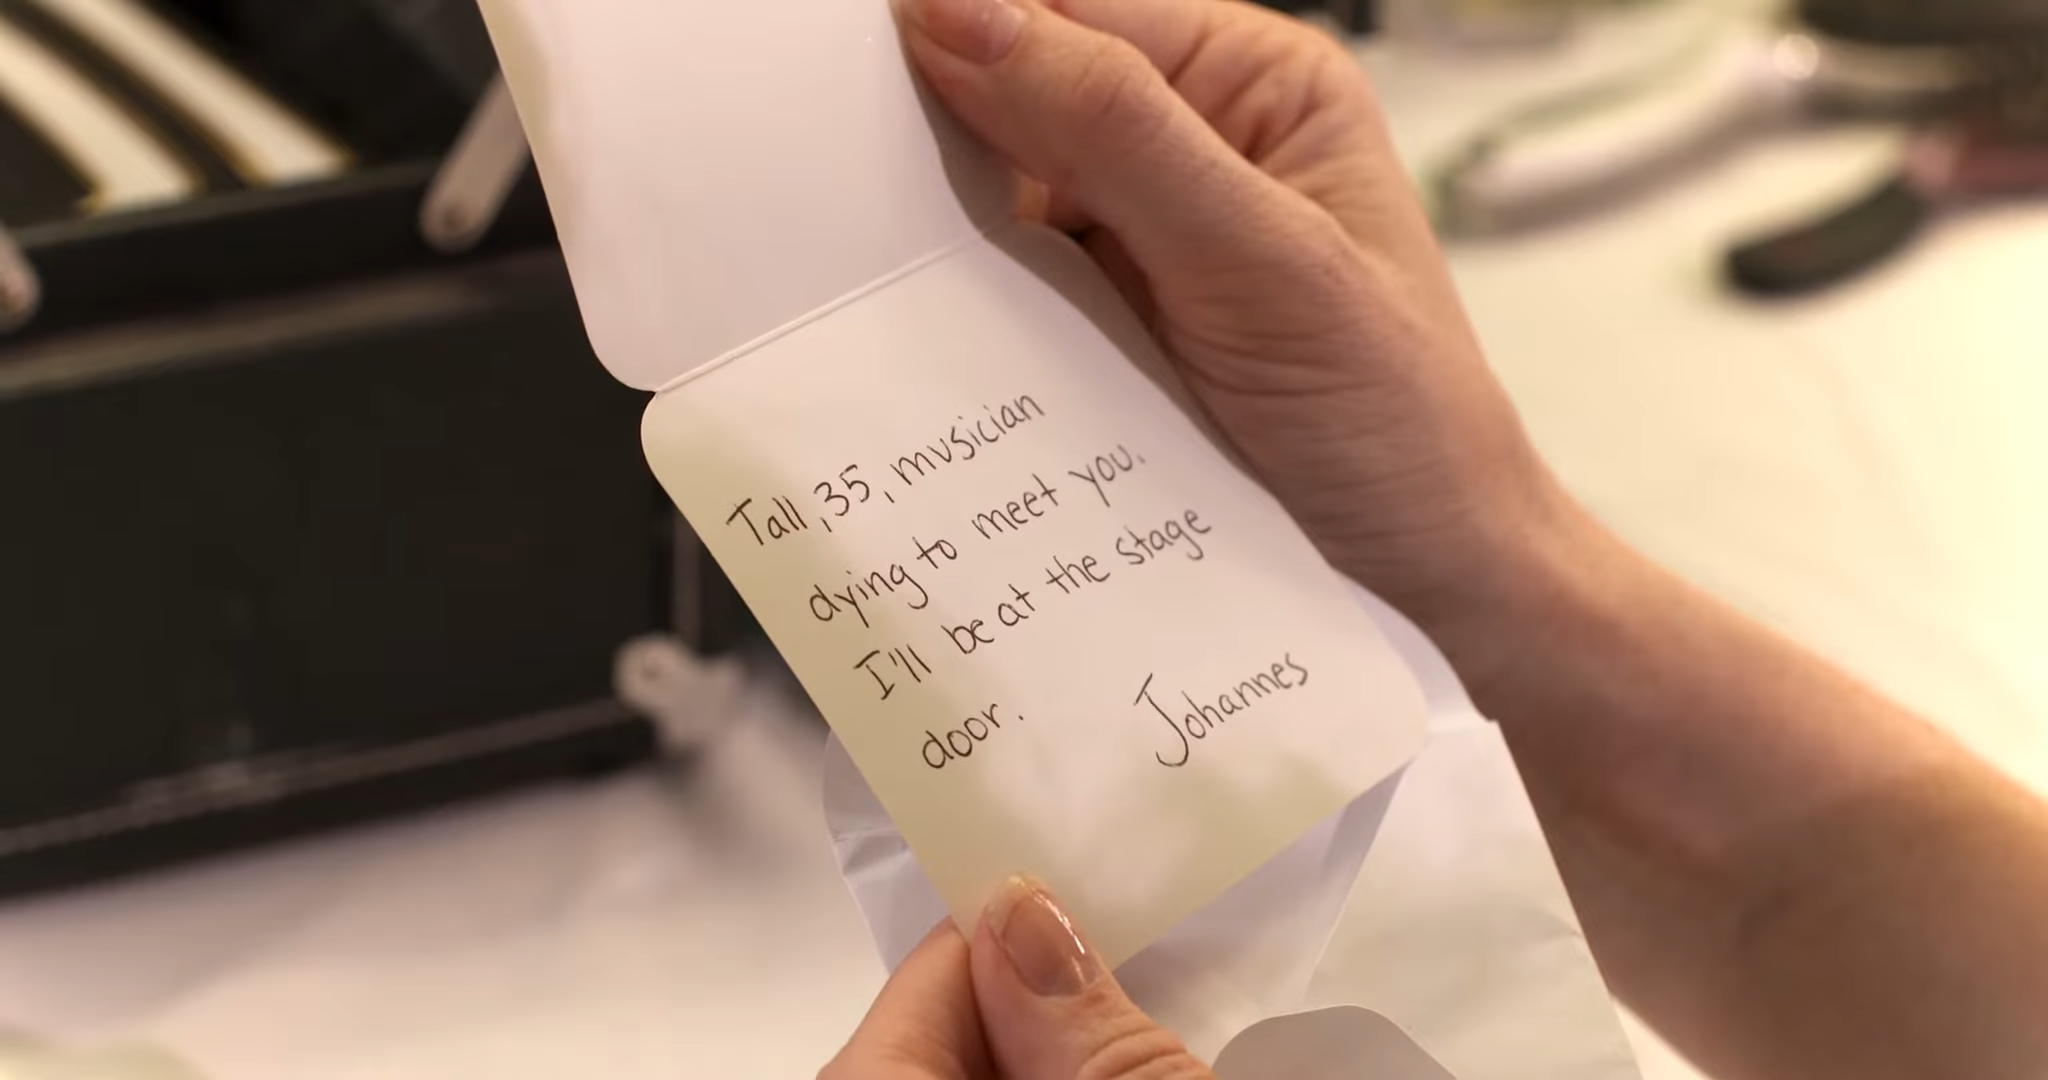 Tall, 35, musician
dying to meet you.
I'll be at the stage
door.
Johannes